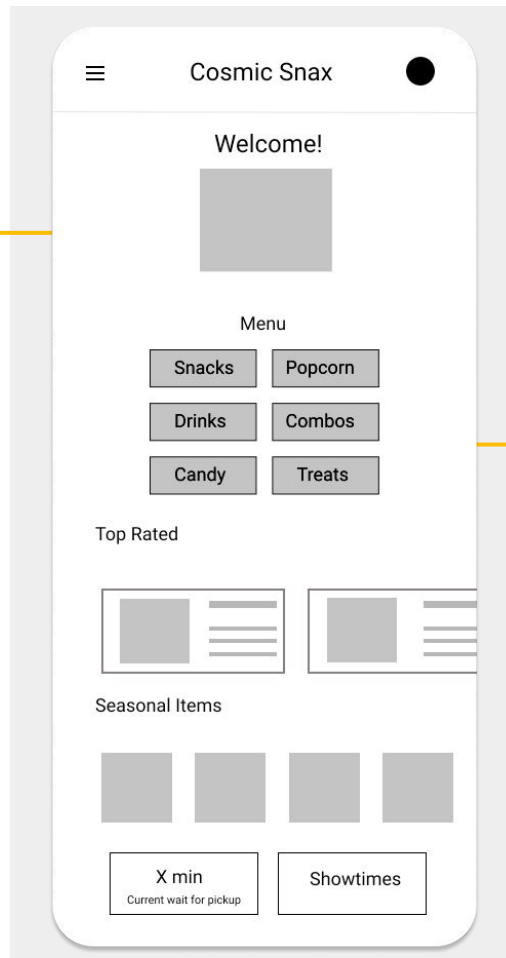 Cosmic Snax
Welcome!
Menu
Snacks Popcorn
Drinks Combos
Candy Treats
Top Rated
Seasonal Items
X min
Current wait for pickup
Showtimes